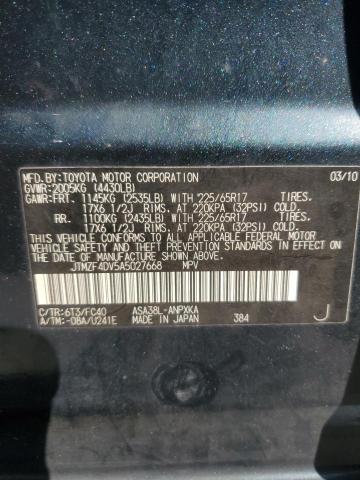 MFD.BY:TOYOTA MOTOR CORPORATION 03/10
GVWR:2005KG (4430LB)
GAWR:FRT. 1145KG (2535LB) WITH 225/65R17 TIRES.
17X6 1/2J RIMS. AT 220KPA (32PSI) COLD.
RR. 1100KG (2435LB) WITH 225/65R17 TIRES.
17X6 1/2J RIMS. AT 220KPA (32PSI) COLD.
THIS VEHICLE CONFORMS TO ALL APPLICABLE FEDERAL MOTOR
VEHICLE SAFETY, BUMPER, AND THEFT PREVENTION STANDARDS IN
EFFECT ON THE DATE OF MANUFACTURE SHOWN ABOVE.
JTMZF4DV5A5027668 MPV
C/TR:6T3/FC40 ASA38L-ANPXKA
A/TM:-08A/U241E MADE IN JAPAN 384 J